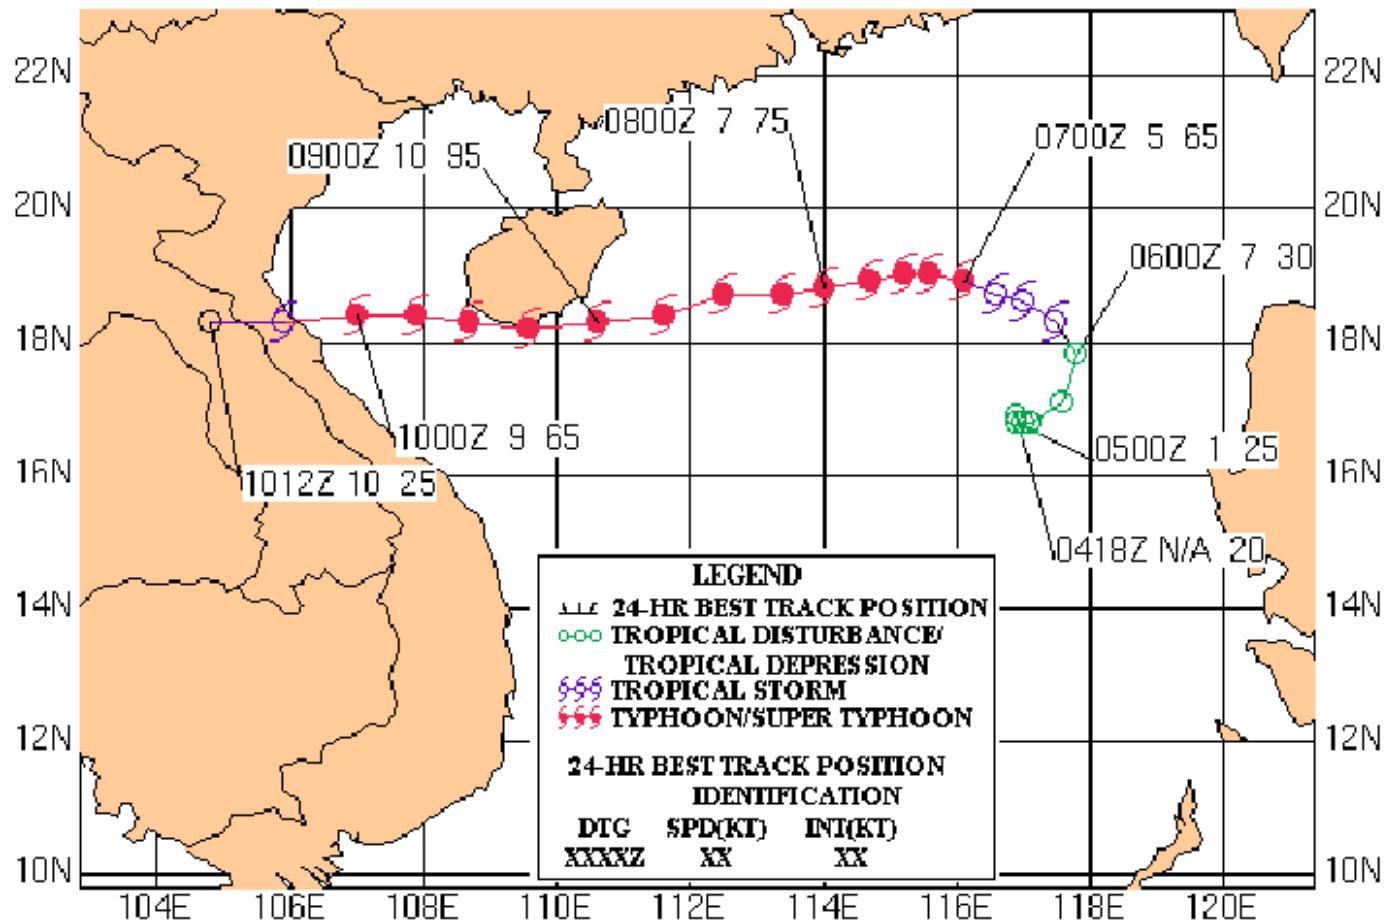 22N
22N
0800Z 7 75
0700Z 5 65
0900Z 10 95
20N
20N
0600Z 7 30
18N
18N
1000Z 9 65
0500Z 1 25
16N
16N
1012Z 10 25
0418Z N/A 20
LEGEND
24-HR BEST TRACK POSITION
TROPICAL DISTURBANCE/
TROPICAL DEPRESSION
TROPICAL STORM
TYPHOON/SUPER TYPHOON
14N
14N
12N
12N
24-HR BEST TRACK POSITION
IDENTIFICATION
DTG SPD(KT) INT(KT)
XXXXZ XX XX
10N
10N
104E 106E 108E 110E 112E 114E 116E 118E 120E